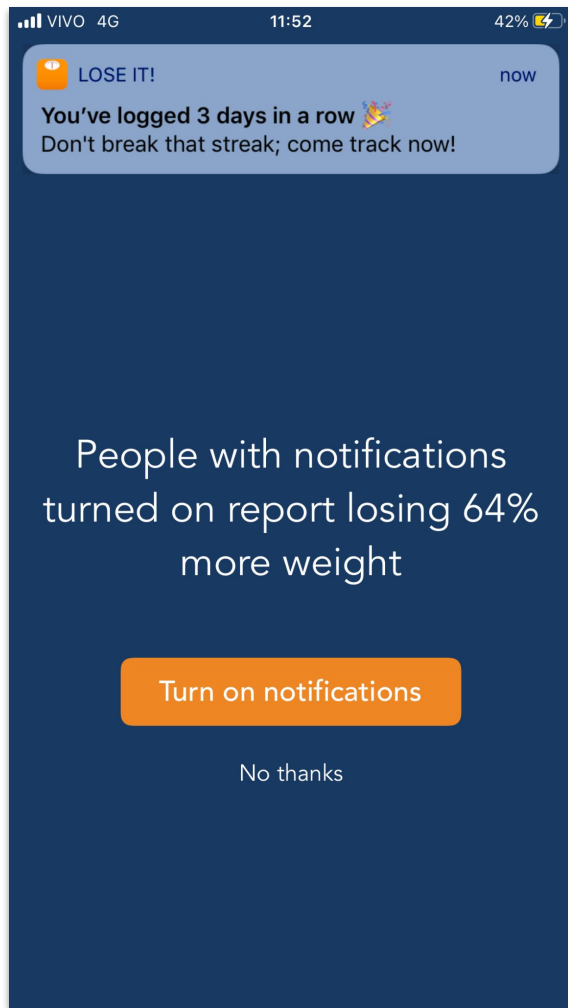 VIVO 4G 11:52 42%
LOSE IT! now
You’ve logged 3 days in a row 🎉
Don't break that streak; come track now!
People with notifications
turned on report losing 64%
more weight
Turn on notifications
No thanks